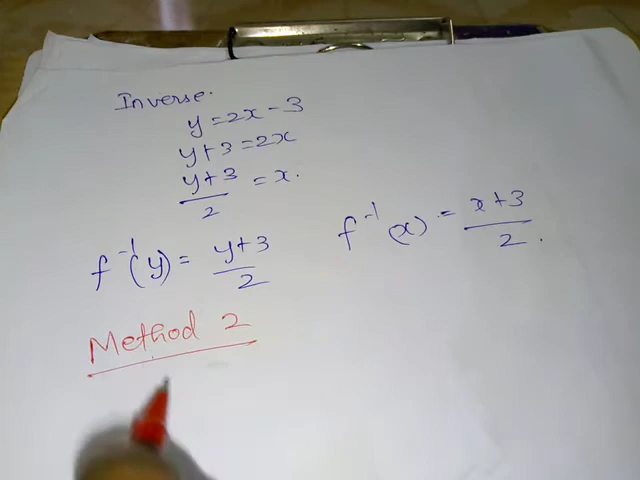 Inverse.
y = 2x - 3
y + 3 = 2x
y + 3 / 2 = x.
f⁻¹(y) = y + 3 / 2
f⁻¹(x) = x + 3 / 2.
Method 2